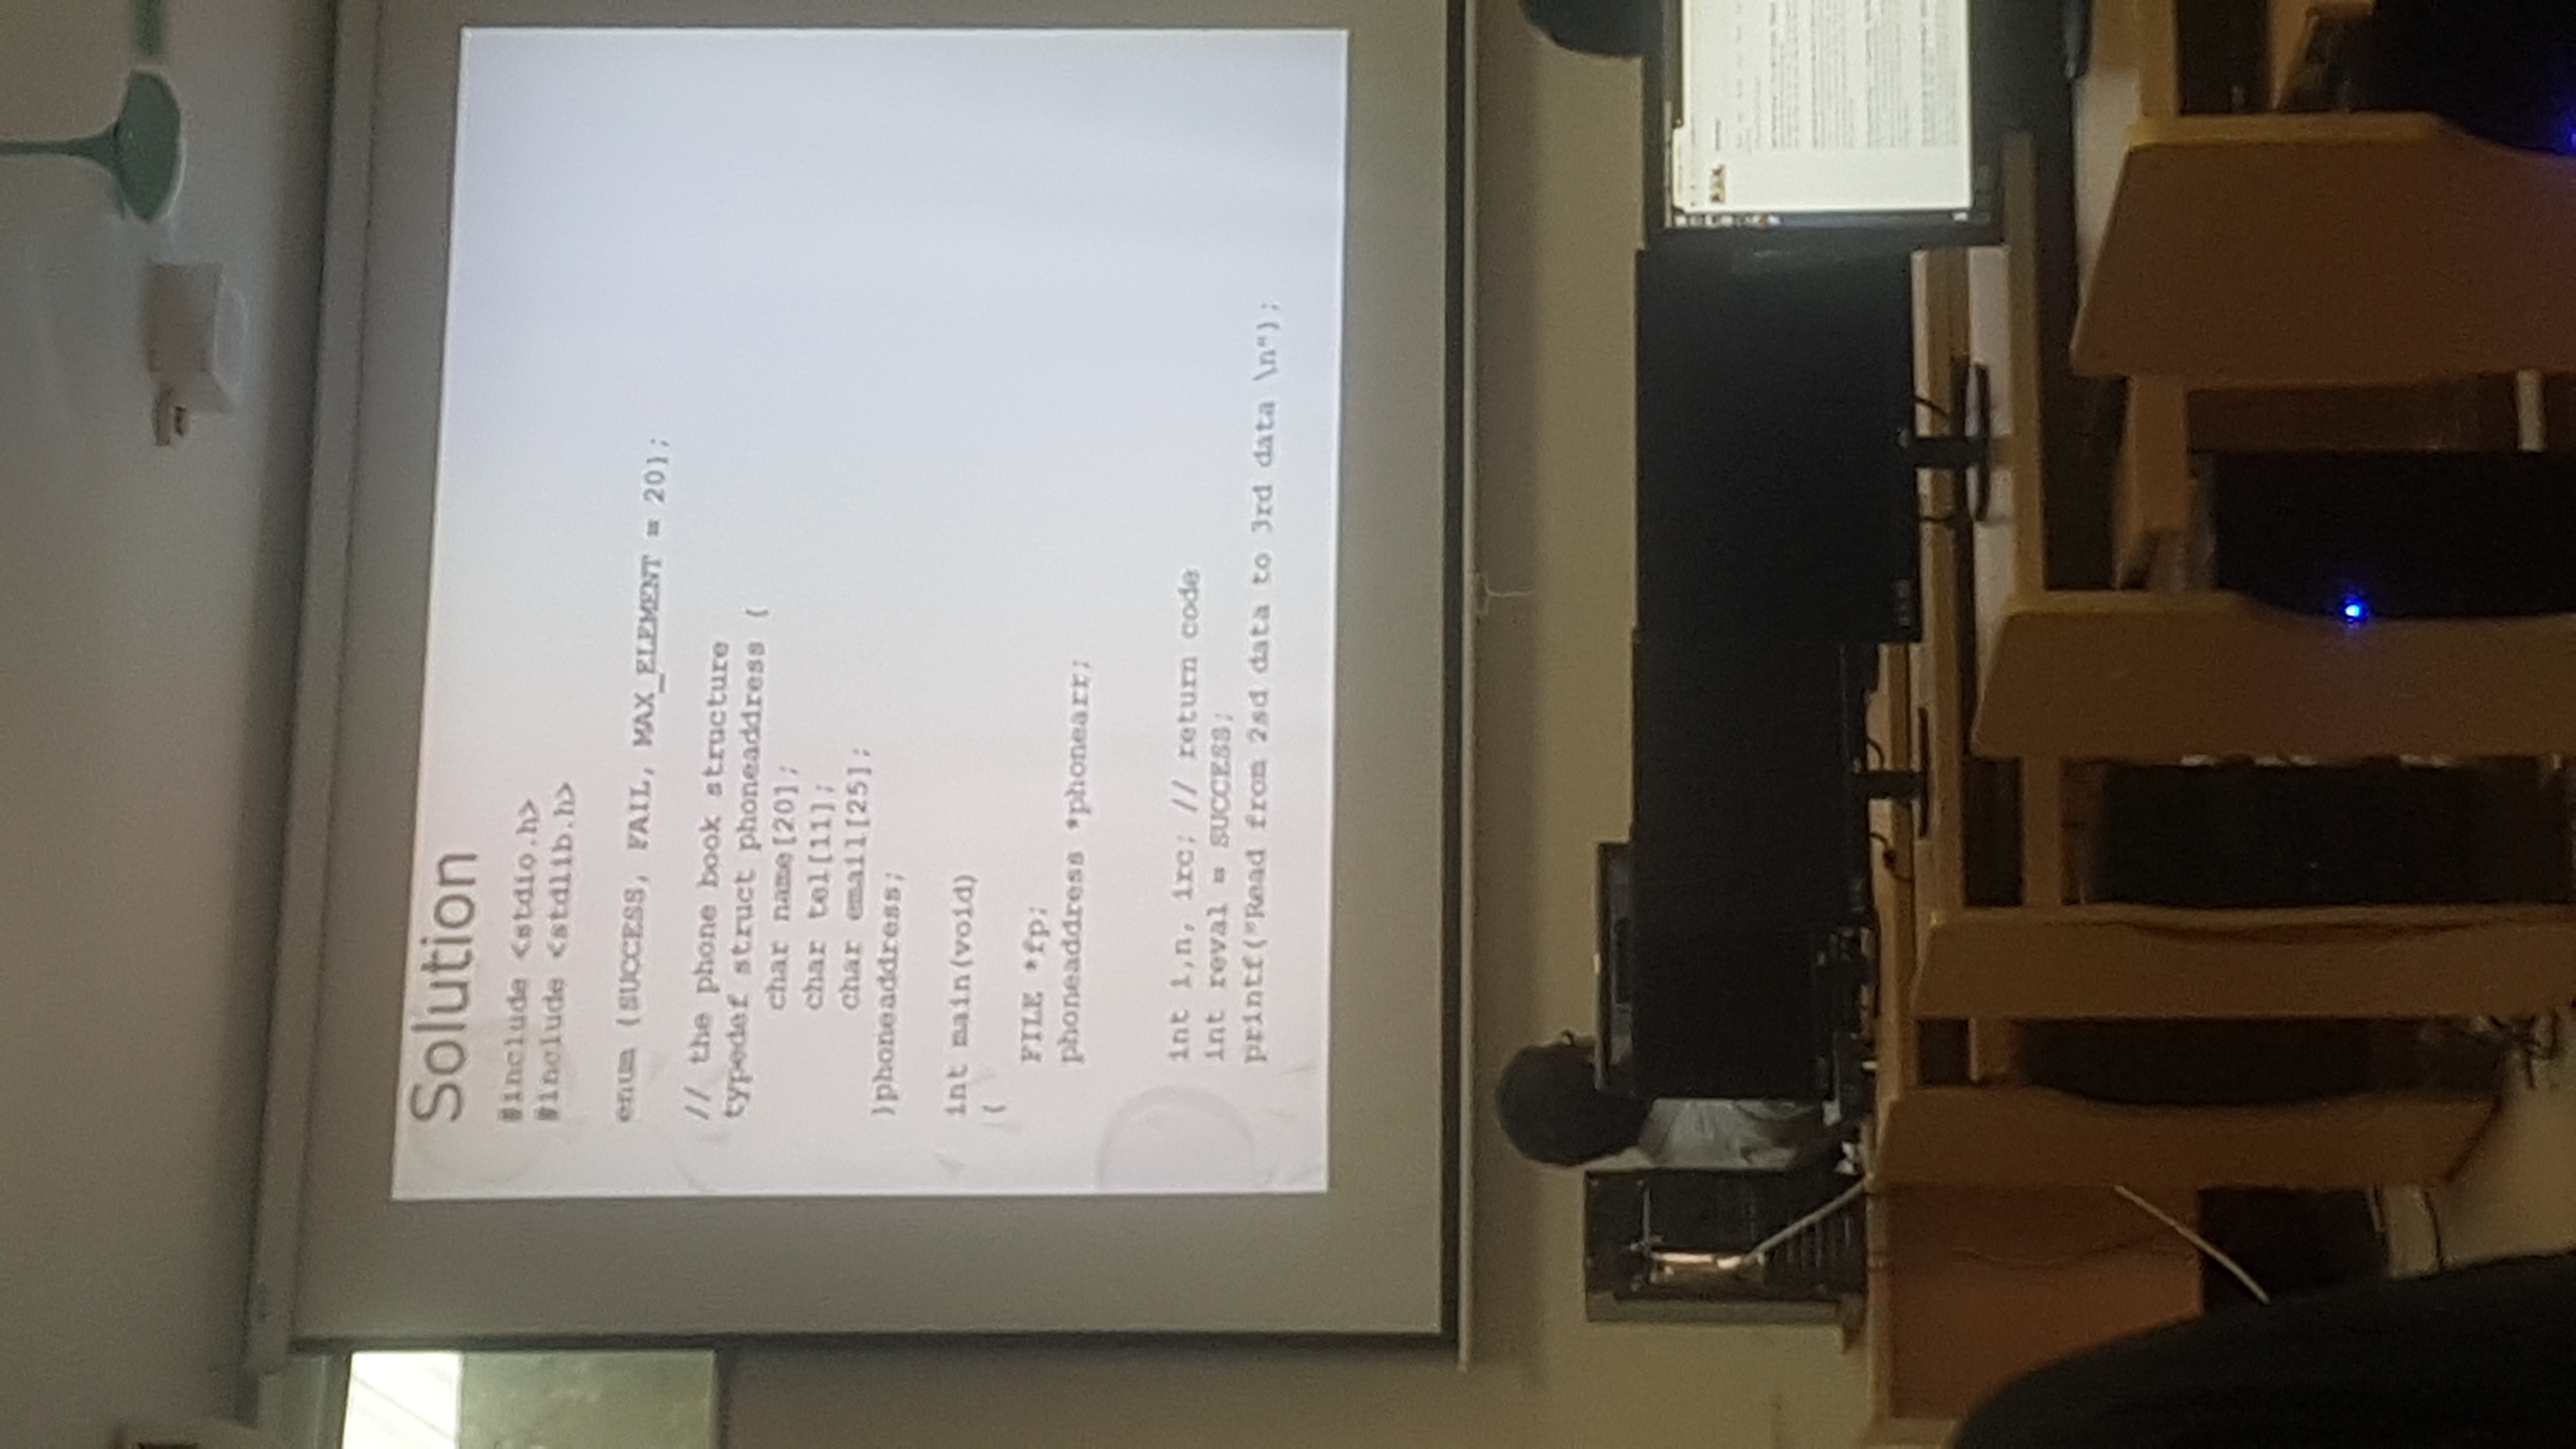 Solution
#include <stdio.h>
#include <stdlib.h>
enum {SUCCESS, FAIL, MAX_ELEMENT = 20};
// the phone book structure
typedef struct phoneaddress {
char name[20];
char tel[11];
char email[25];
}phoneaddress;
int main(void)
{
FILE *fp;
phoneaddress *phonearr;
int i,n, irc; // return code
int reval = SUCCESS;
printf("Read from 2sd data to 3rd data \n");